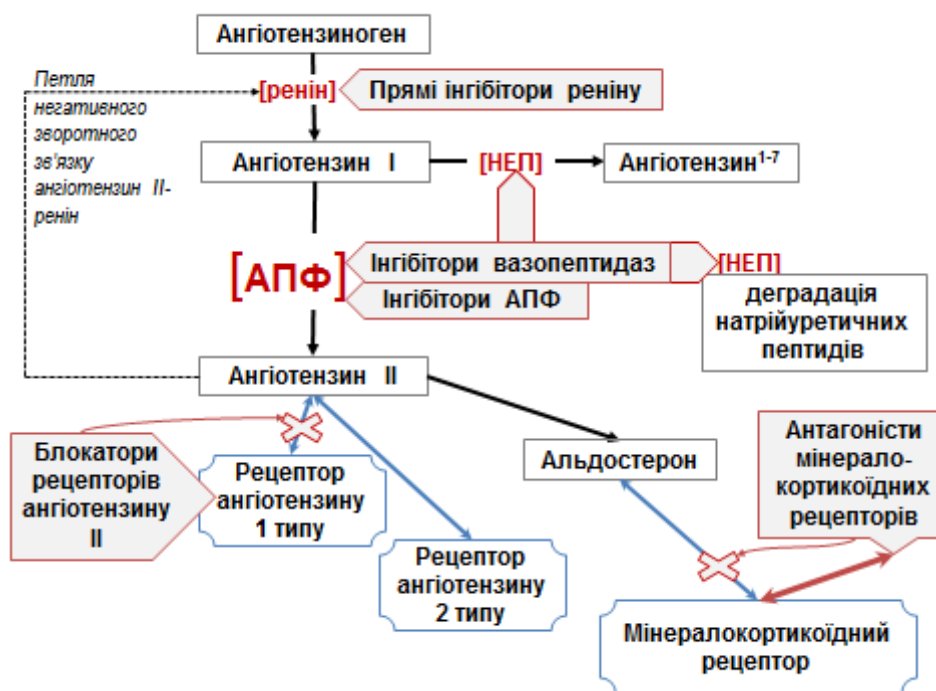 Ангіотензиноген
Петля
негативного
зворотного
зв'язку
ангіотензин II-
ренін
[ренін]
Прямі інгібітори реніну
Ангіотензин I
[НЕП]
Ангіотензин1-7
[АПФ]
Інгібітори вазопептидаз
[НЕП]
Інгібітори АПФ
деградація
натрійуретичних
пептидів
Ангіотензин II
Блокатори
рецепторів
ангіотензину
II
Рецептор
ангіотензину
1 типу
Рецептор
ангіотензину
2 типу
Альдостерон
Антагоністи
мінерало-
кортикоїдних
рецепторів
Мінералокортикоїдний
рецептор